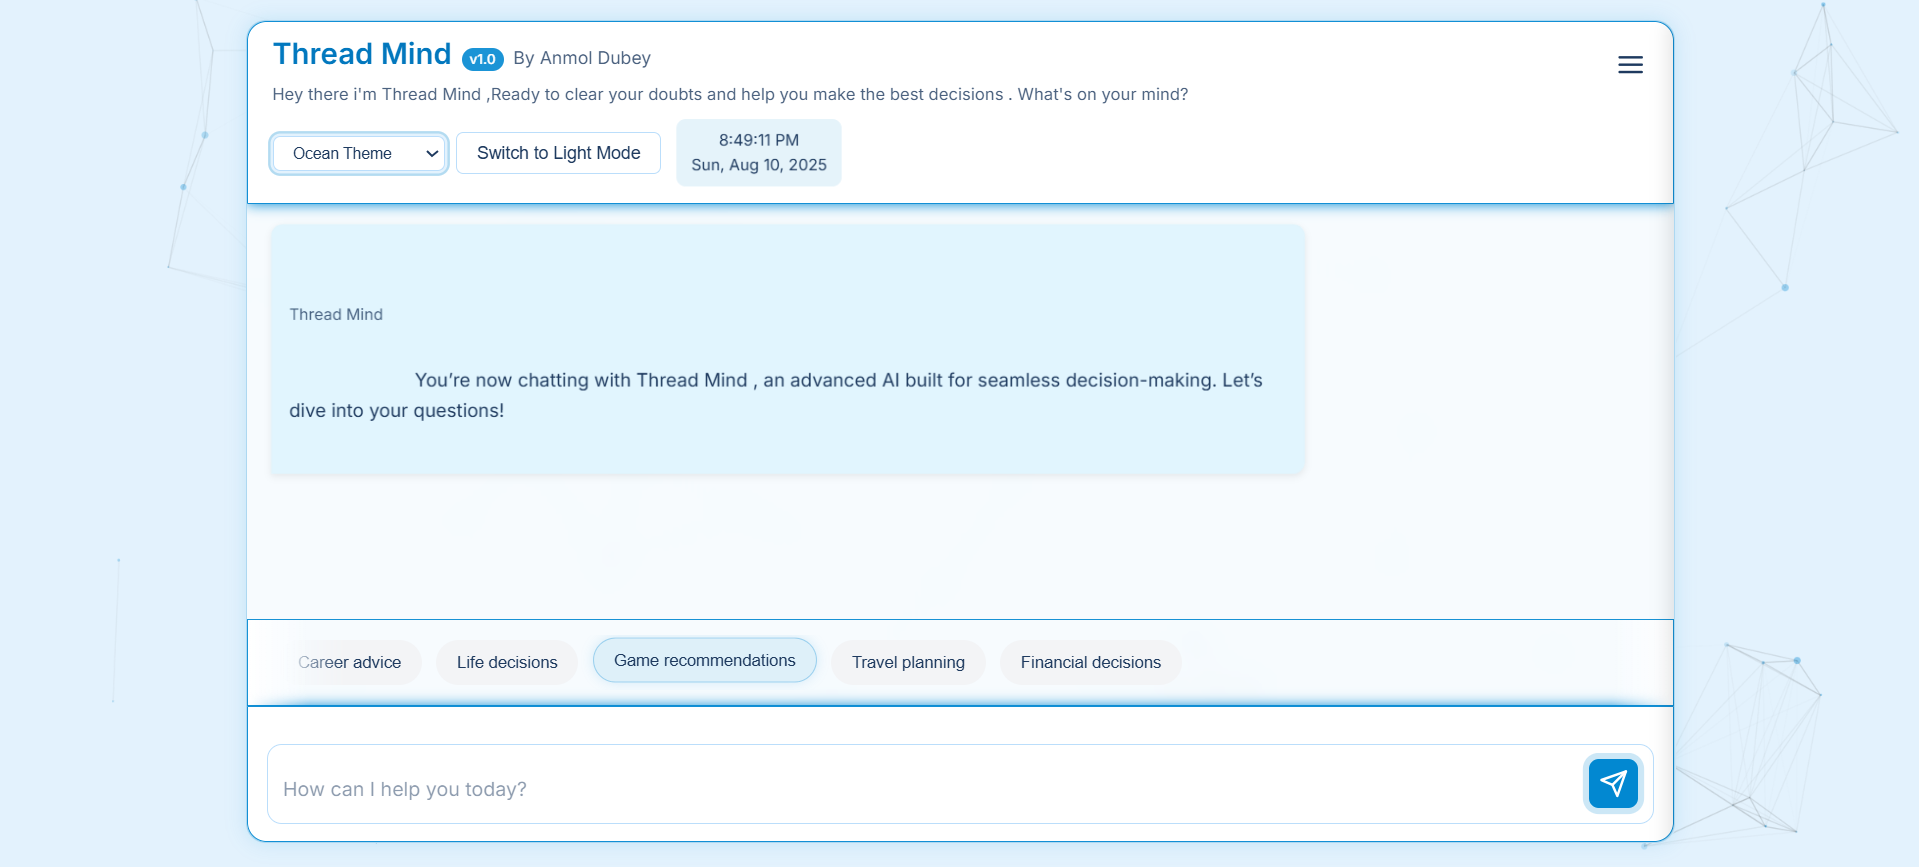 Thread Mind v1.0 By Anmol Dubey
Hey there i'm Thread Mind ,Ready to clear your doubts and help you make the best decisions . What's on your mind?
Ocean Theme
Switch to Light Mode
8:49:11 PM
Sun, Aug 10, 2025
Thread Mind
You’re now chatting with Thread Mind , an advanced AI built for seamless decision-making. Let’s
dive into your questions!
Career advice
Life decisions
Game recommendations
Travel planning
Financial decisions
How can I help you today?